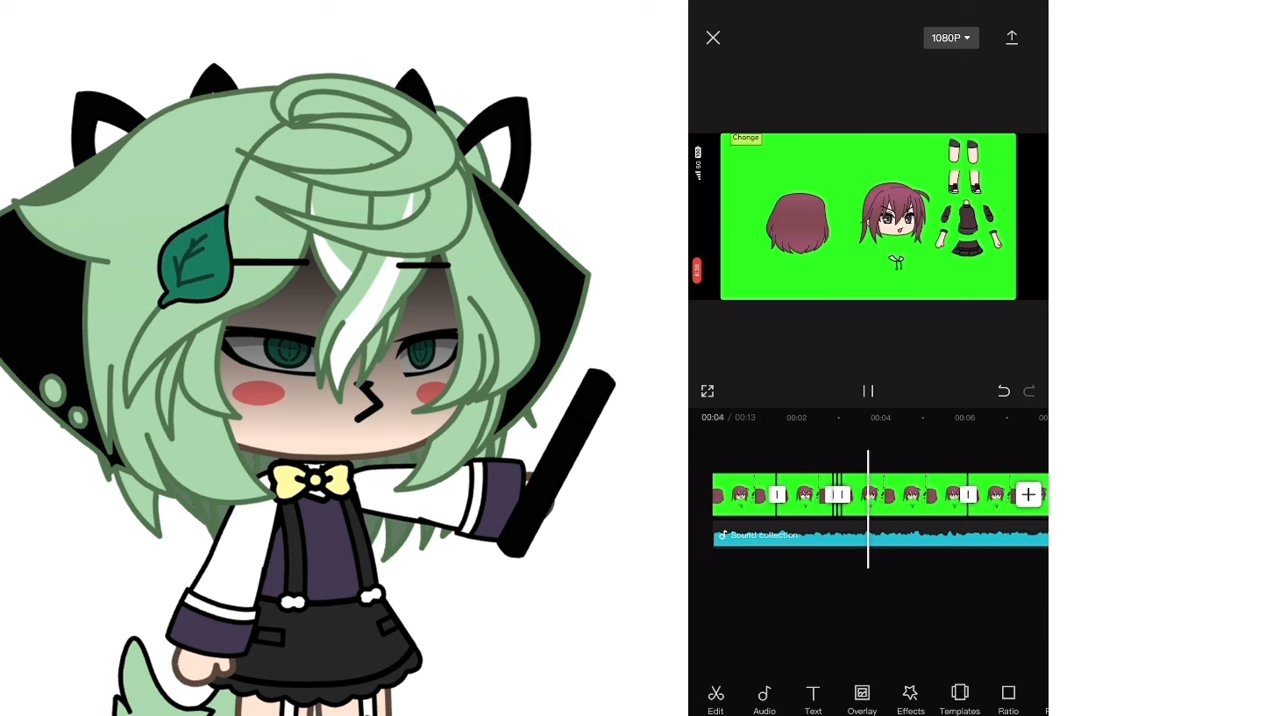 1080P
Change
5G
00:04 / 00:13
00:02
00:04
00:06
Sound collection
Edit
Audio
Text
Overlay
Effects
Templates
Ratio